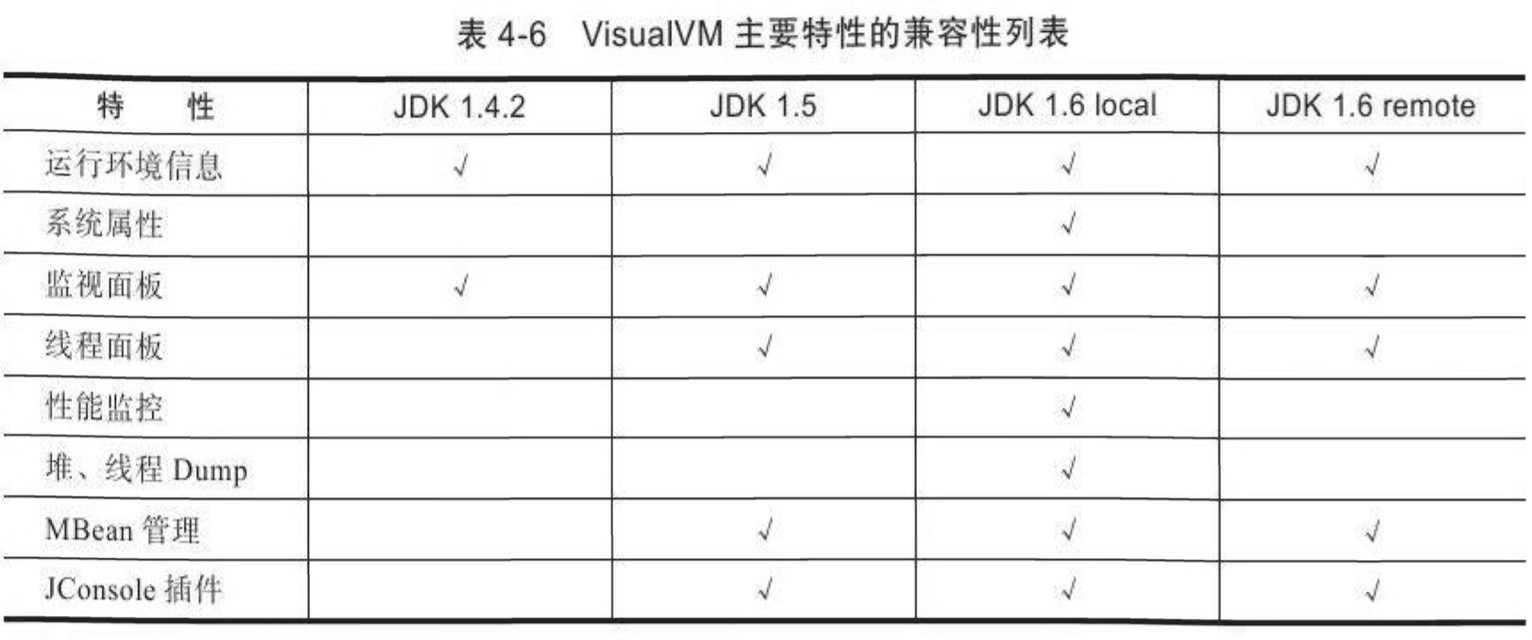 表 4-6 VisualVM 主要特性的兼容性列表
特 性 JDK 1.4.2 JDK 1.5 JDK 1.6 local JDK 1.6 remote
运行环境信息 √ √ √ √
系统属性 √
监视面板 √ √ √ √
线程面板 √ √ √
性能监控 √
堆、线程 Dump √
MBean 管理 √ √ √
JConsole 插件 √ √ √